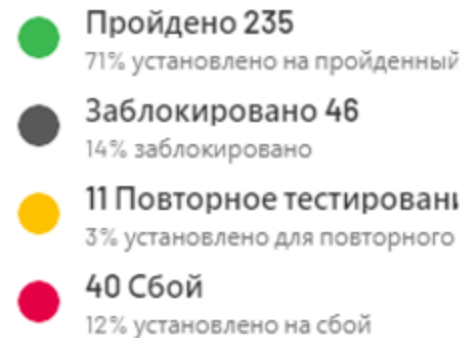 Пройдено 235
71% установлено на пройденный
Заблокировано 46
14% заблокировано
11 Повторное тестировани
3% установлено для повторного
40 Сбой
12% установлено на сбой